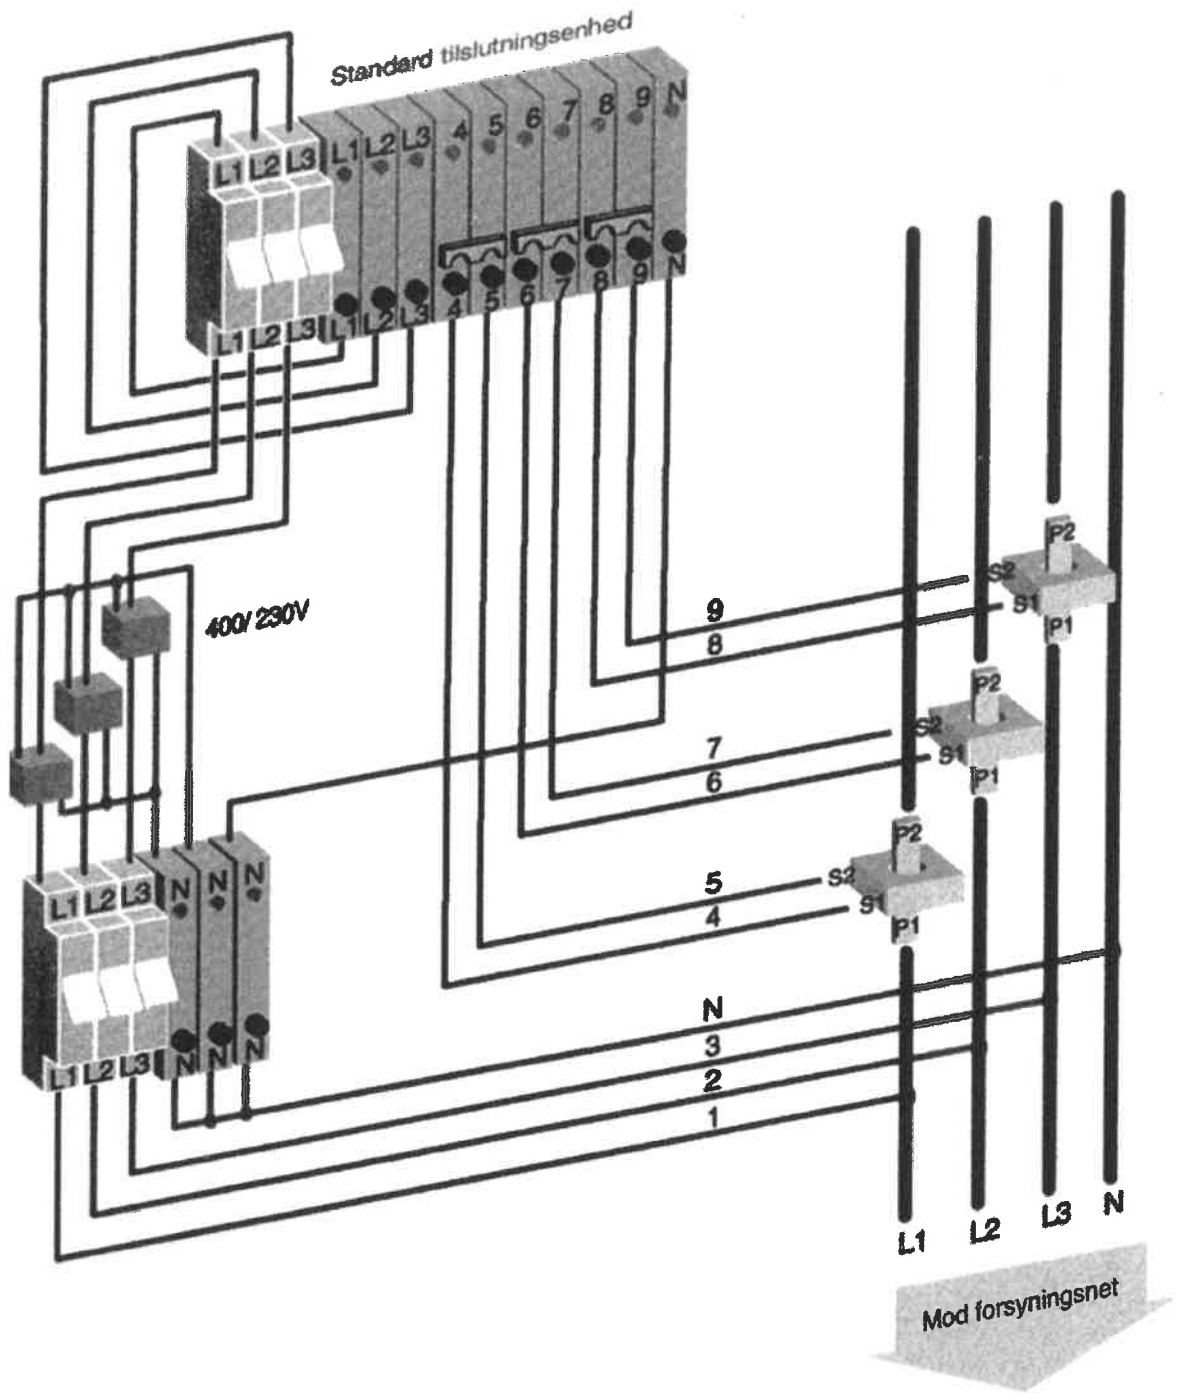 Standard tilslutningsenhed
L1 L2 L3 L1 L2 L3 4 5 6 7 8 9 N
L1 L2 L3 L1 L2 L3 4 5 6 7 8 9 N
P2
S2
S1
P1
9
8
400/230V
P2
S2
S1
P1
7
6
P2
S2
S1
P1
5
4
L1 L2 L3 N N N
L1 L2 L3 N N N
N
3
2
1
L1 L2 L3 N
Mod forsyningsnet